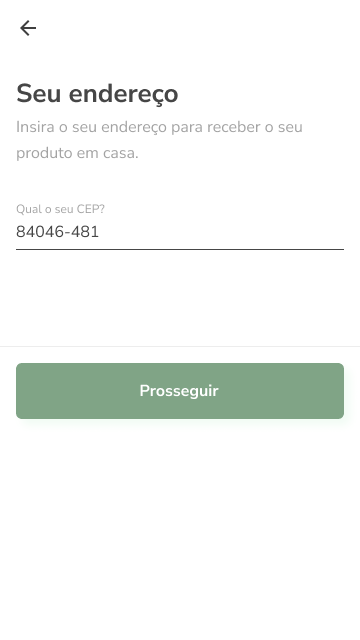 Seu endereço
Insira o seu endereço para receber o seu
produto em casa.
Qual o seu CEP?
84046-481
Prosseguir